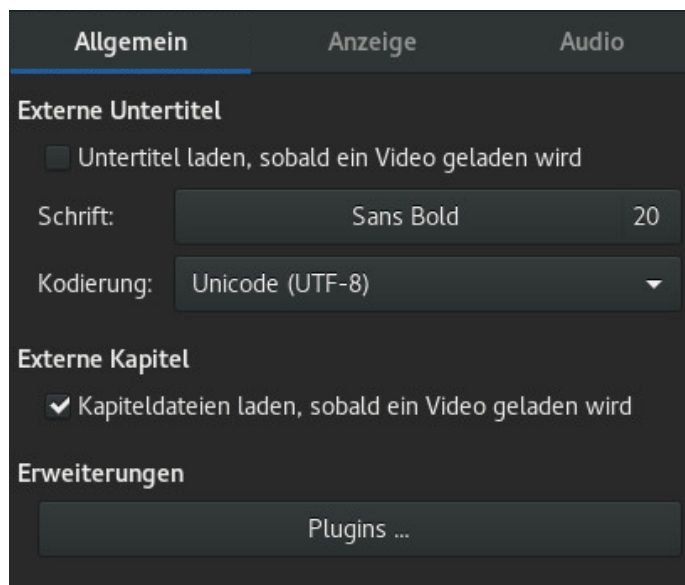 Allgemein Anzeige Audio
Externe Untertitel
Untertitel laden, sobald ein Video geladen wird
Schrift: Sans Bold 20
Kodierung: Unicode (UTF-8)
Externe Kapitel
Kapiteldateien laden, sobald ein Video geladen wird
Erweiterungen
Plugins ...